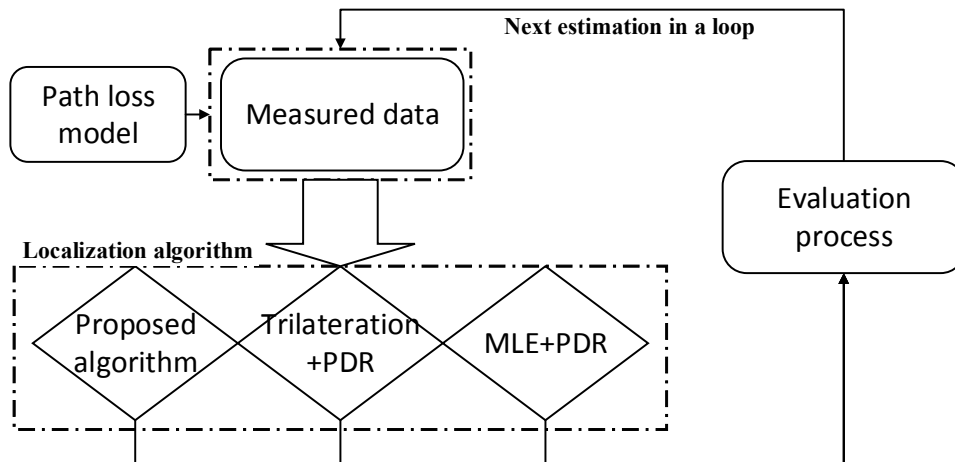 Next estimation in a loop
Path loss
model
Measured data
Evaluation
process
Localization algorithm
Proposed
algorithm
Trilateration
+PDR
MLE+PDR